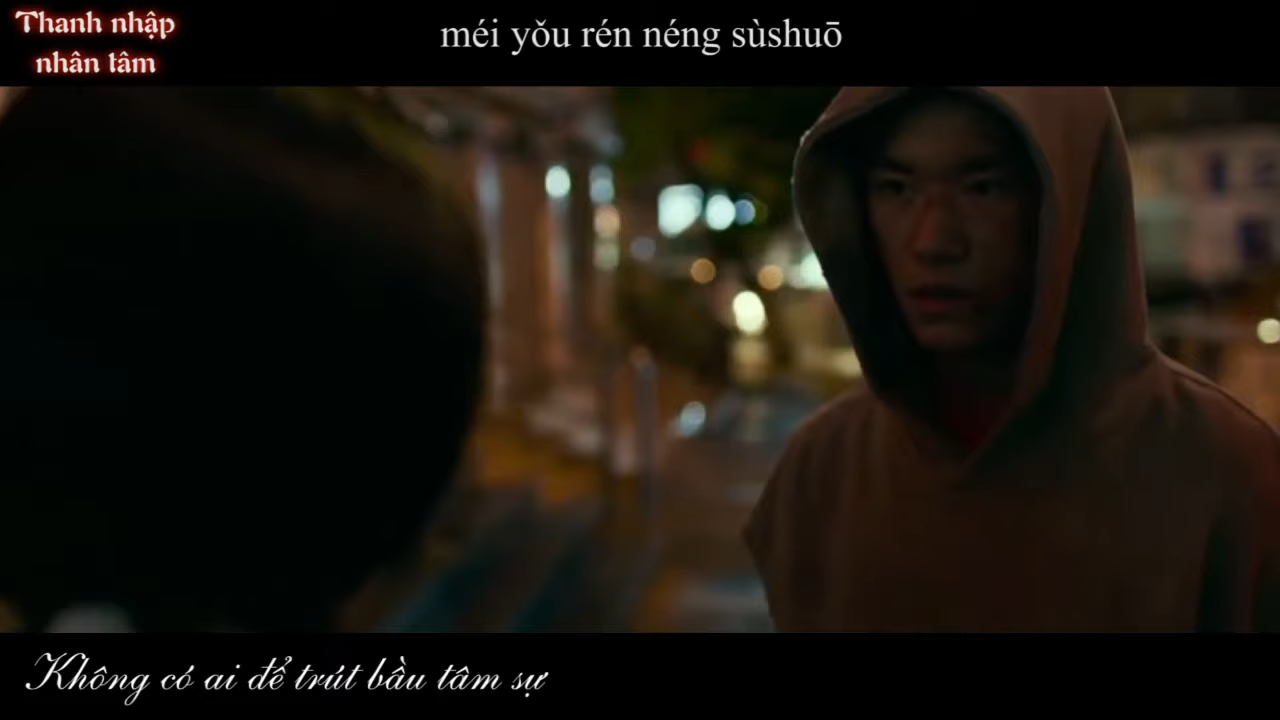 Thanh nhập
nhân tâm
méi yǒu rén néng sùshuō
Không có ai để trút bầu tâm sự